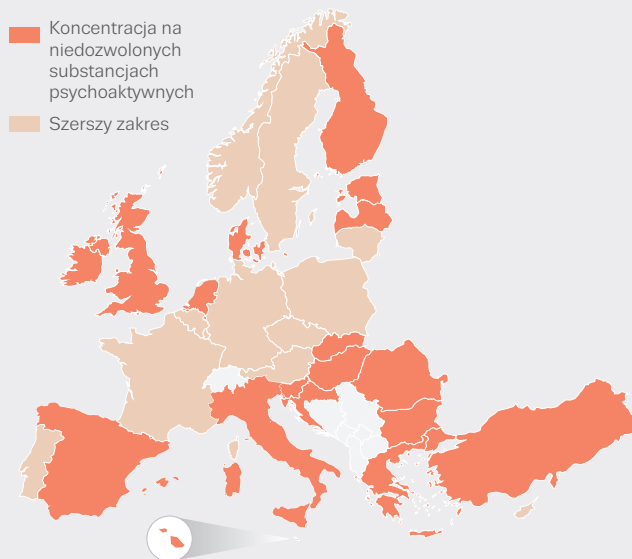 Koncentracja na
niedozwolonych
substancjach
psychoaktywnych
Szerszy zakres